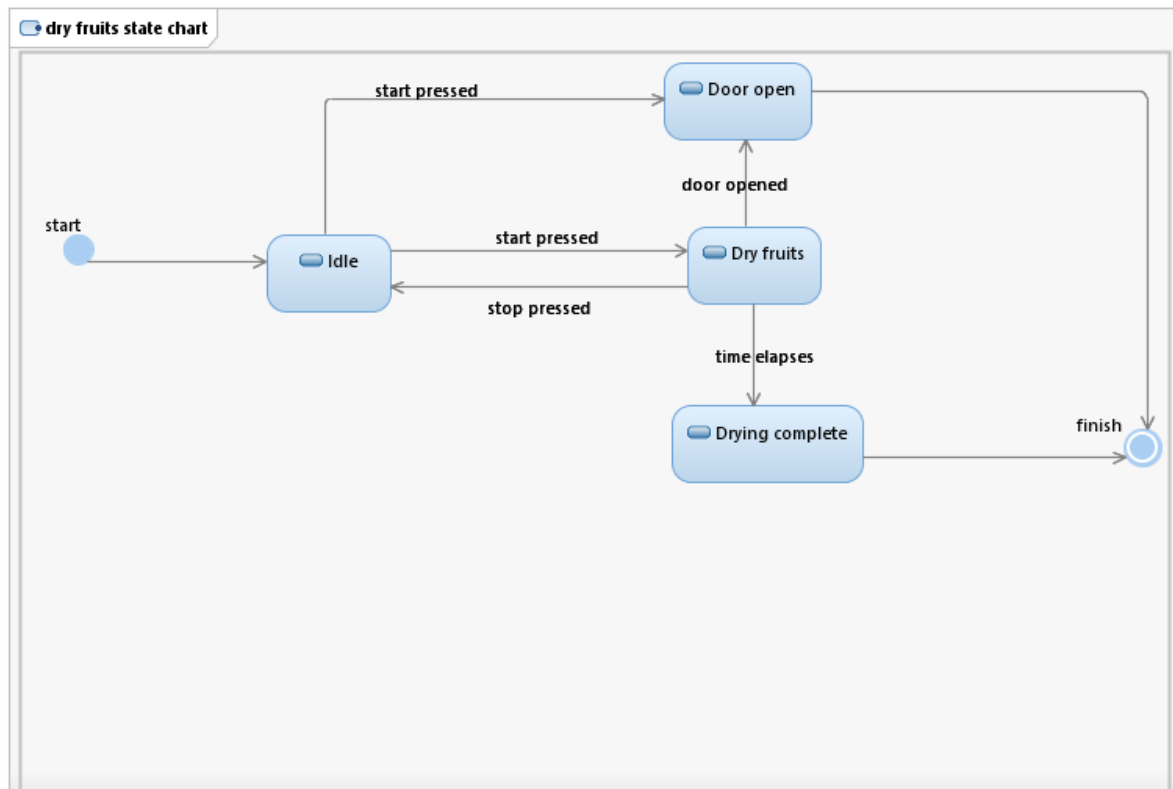 dry fruits state chart
start pressed
Door open
door opened
start
start pressed
Idle
Dry fruits
stop pressed
time elapses
Drying complete
finish